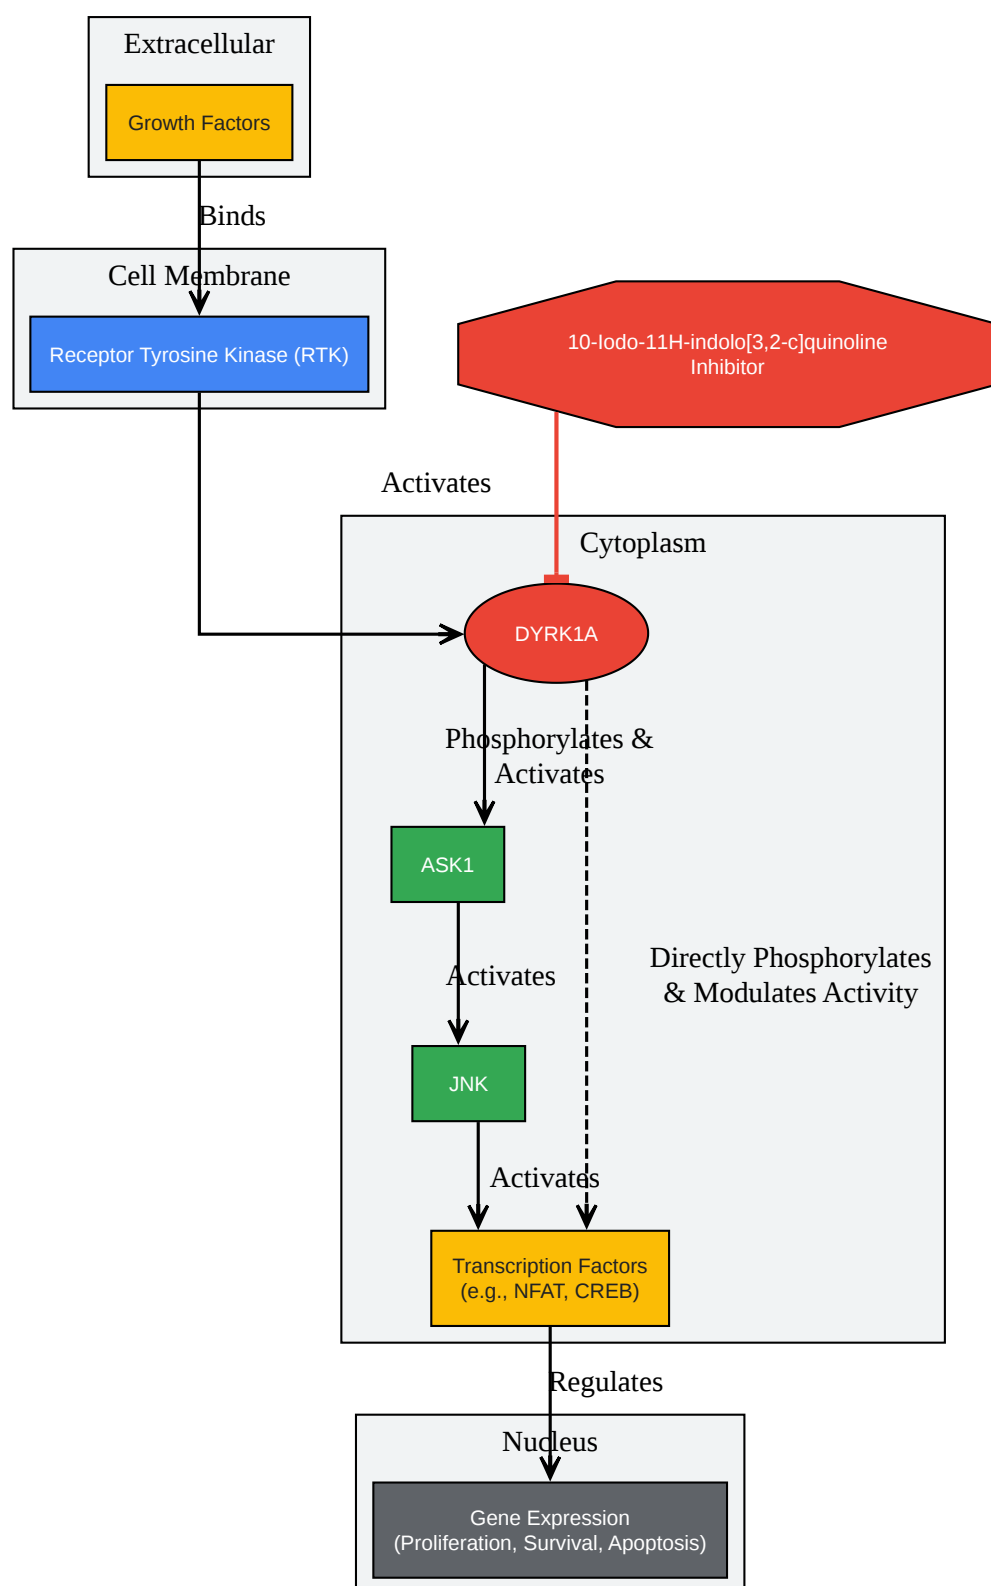 Extracellular
Growth Factors
Binds
Cell Membrane
Receptor Tyrosine Kinase (RTK)
10-Iodo-11H-indolo[3,2-c]quinoline
Inhibitor
Activates
Cytoplasm
DYRK1A
Phosphorylates &
Activates
ASK1
Directly Phosphorylates
& Modulates Activity
Activates
JNK
Activates
Transcription Factors
(e.g., NFAT, CREB)
Regulates
Nucleus
Gene Expression
(Proliferation, Survival, Apoptosis)